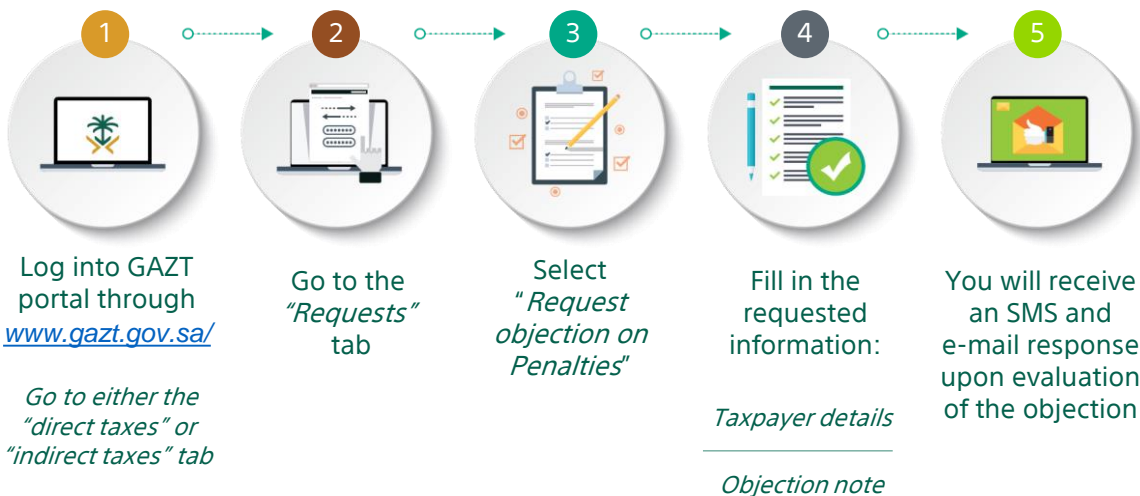 1
2
3
4
5
Log into GAZT
portal through
www.gazt.gov.sa/
Go to either the
“direct taxes” or
“indirect taxes” tab
Go to the
“Requests”
tab
Select
“Request
objection on
Penalties”
Fill in the
requested
information:
Taxpayer details
Objection note
You will receive
an SMS and
e-mail response
upon evaluation
of the objection